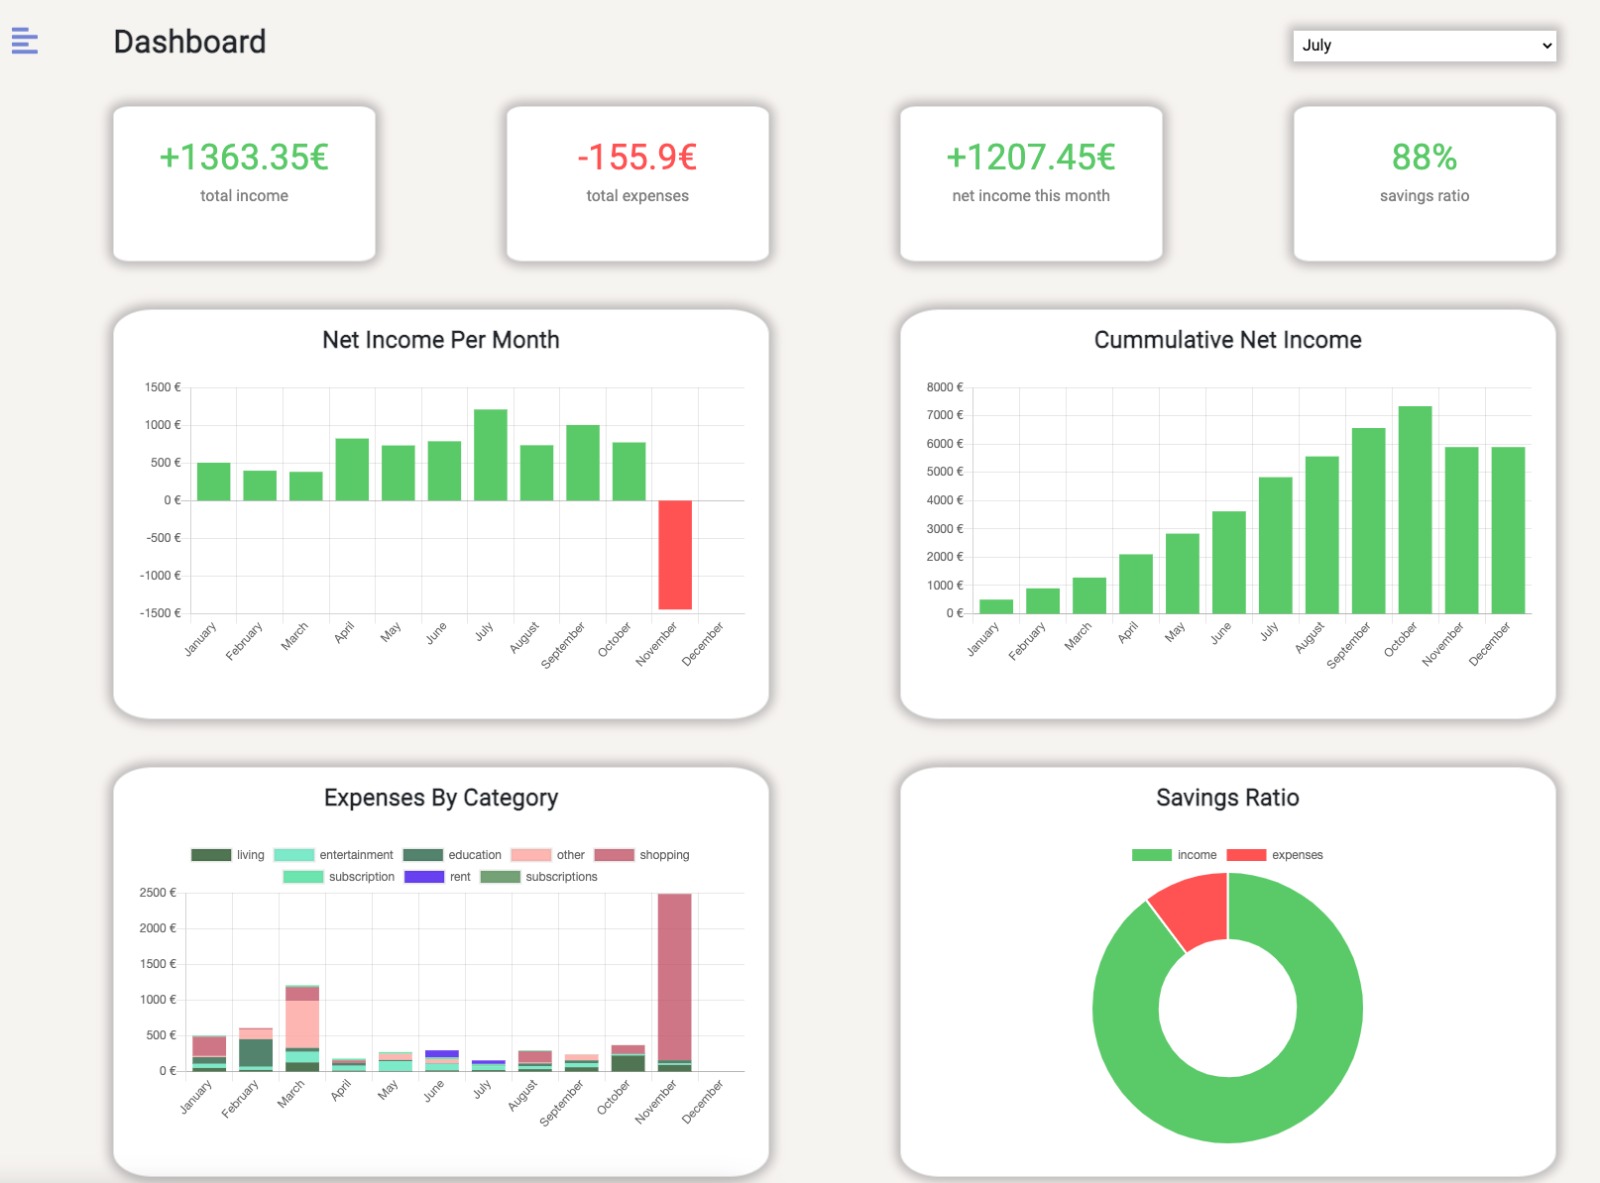 Dashboard
July
+1363.35€
total income
-155.9€
total expenses
+1207.45€
net income this month
88%
savings ratio
Net Income Per Month
1500 €
1000 €
500 €
0 €
-500 €
-1000 €
-1500 €
January February March April May June July August September October November December
Cummulative Net Income
8000 €
7000 €
6000 €
5000 €
4000 €
3000 €
2000 €
1000 €
0 €
January February March April May June July August September October November December
Expenses By Category
living entertainment education other shopping
subscription rent subscriptions
2500 €
2000 €
1500 €
1000 €
500 €
0 €
January February March April May June July August September October November December
Savings Ratio
income expenses